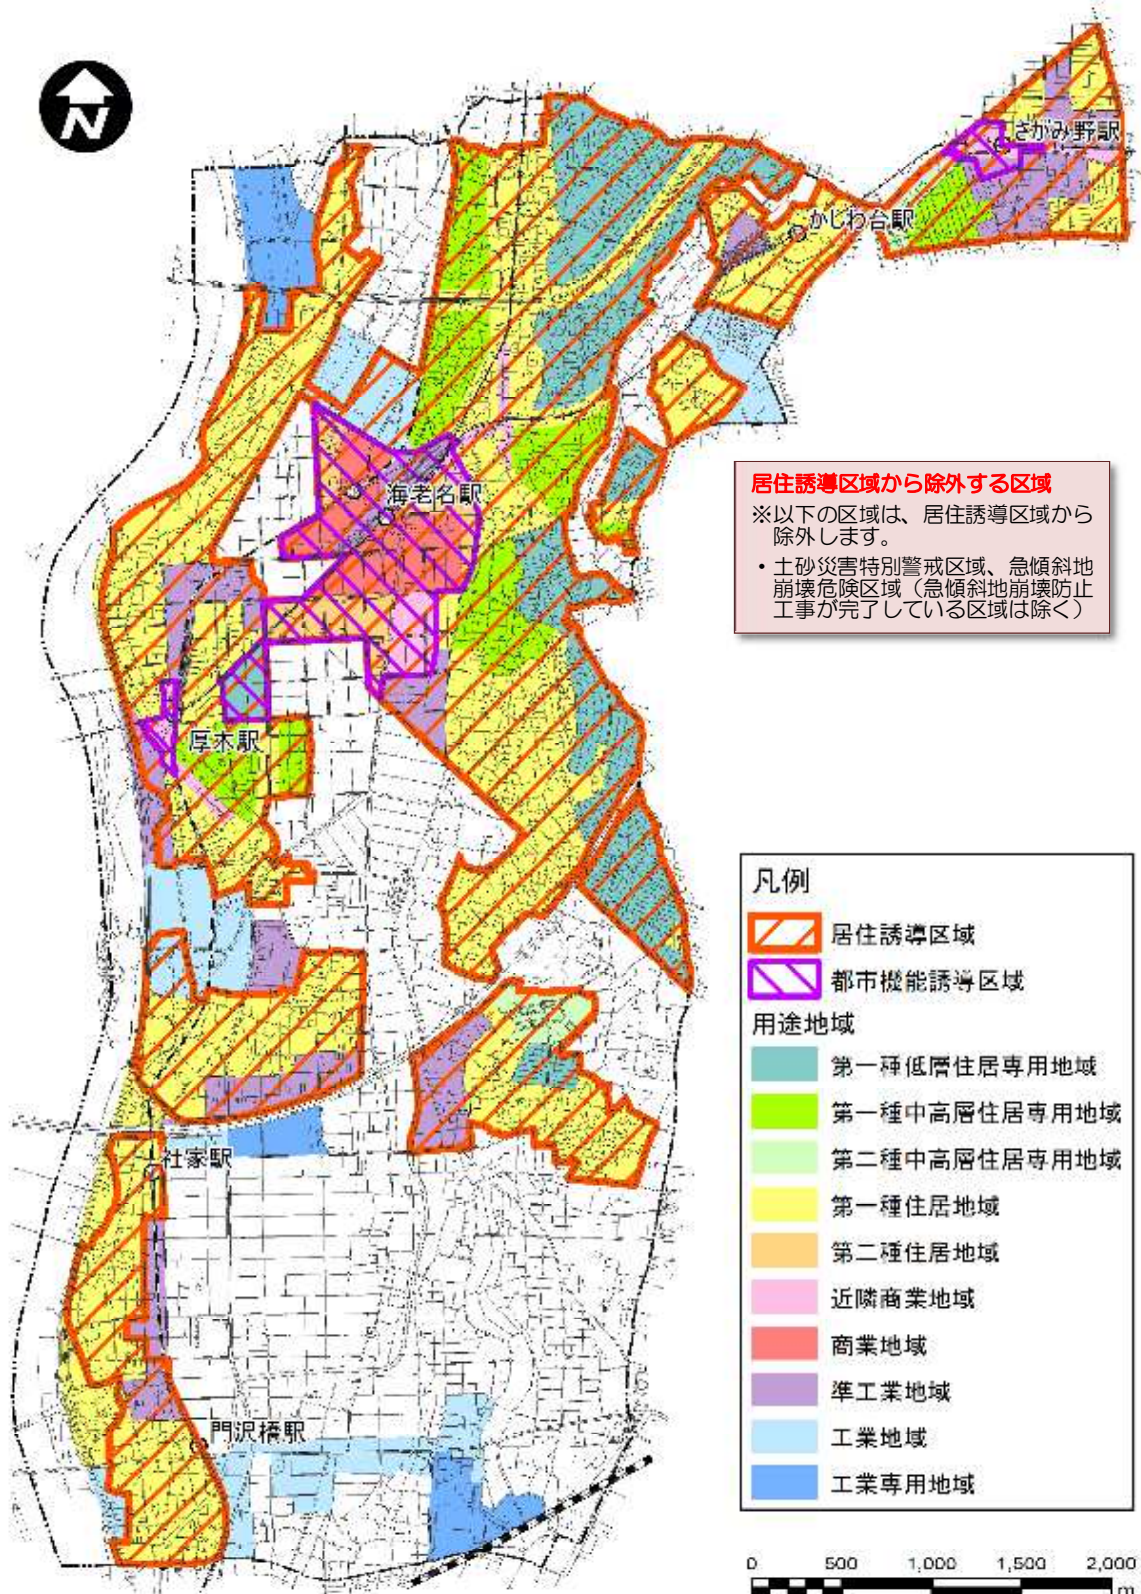 N
さがみ野駅
かしわ台駅
海老名駅
居住誘導区域から除外する区域
※以下の区域は、居住誘導区域から
除外します。
・土砂災害特別警戒区域、急傾斜地
崩壊危険区域（急傾斜地崩壊防止
工事が完了している区域は除く）
厚木駅
社家駅
門沢橋駅
凡例
居住誘導区域
都市機能誘導区域
用途地域
第一種低層住居専用地域
第一種中高層住居専用地域
第二種中高層住居専用地域
第一種住居地域
第二種住居地域
近隣商業地域
商業地域
準工業地域
工業地域
工業専用地域
0 500 1,000 1,500 2,000
m